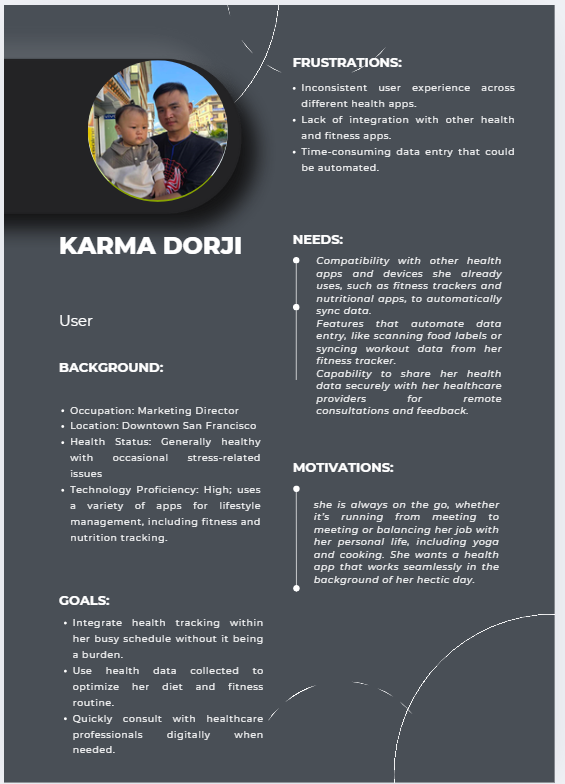 KARMA DORJI
User
BACKGROUND:
• Occupation: Marketing Director
• Location: Downtown San Francisco
• Health Status: Generally healthy
with occasional stress-related
issues
• Technology Proficiency: High; uses
a variety of apps for lifestyle
management, including fitness and
nutrition tracking.
GOALS:
• Integrate health tracking within
her busy schedule without it being
a burden.
• Use health data collected to
optimize her diet and fitness
routine.
• Quickly consult with healthcare
professionals digitally when
needed.
FRUSTRATIONS:
• Inconsistent user experience across
different health apps.
• Lack of integration with other health
and fitness apps.
• Time-consuming data entry that could
be automated.
NEEDS:
Compatibility with other health
apps and devices she already
uses, such as fitness trackers and
nutritional apps, to automatically
sync data.
Features that automate data
entry, like scanning food labels or
syncing workout data from her
fitness tracker.
Capability to share her health
data securely with her healthcare
providers for remote
consultations and feedback.
MOTIVATIONS:
she is always on the go, whether
it's running from meeting to
meeting or balancing her job with
her personal life, including yoga
and cooking. She wants a health
app that works seamlessly in the
background of her hectic day.